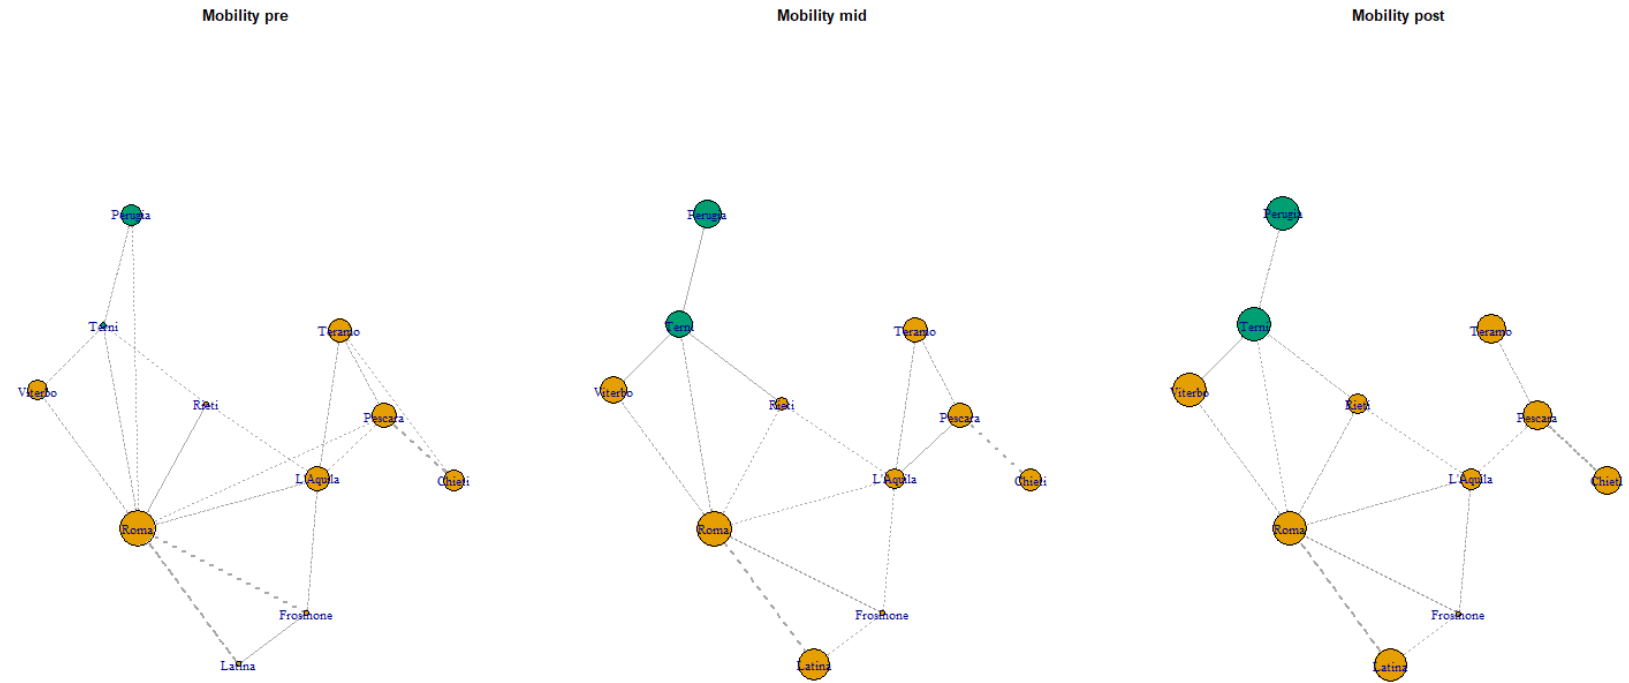 Mobility pre
Mobility mid
Mobility post
Perugia
Terni
Teramo
Viterbo
Rieti
Pescara
L'Aquila
Chieti
Roma
Frosinone
Latina
Perugia
Terni
Teramo
Viterbo
Rieti
Pescara
L'Aquila
Chieti
Roma
Frosinone
Latina
Perugia
Terni
Teramo
Viterbo
Rieti
Pescara
L'Aquila
Chieti
Roma
Frosinone
Latina